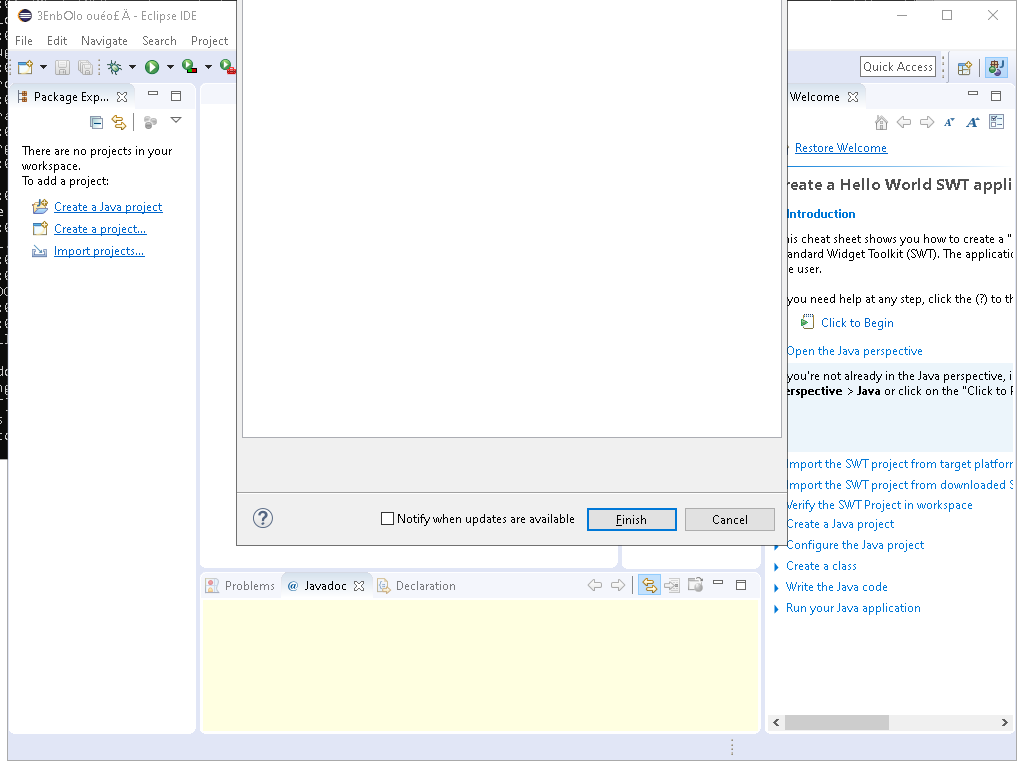 3EnbOlo ouéo£Ä - Eclipse IDE
File Edit Navigate Search Project
Quick Access
Package Exp...
Welcome
There are no projects in your
workspace.
To add a project:
Create a Java project
Create a project...
Import projects...
Restore Welcome
reate a Hello World SWT appli
Introduction
his cheat sheet shows you how to create a "
andard Widget Toolkit (SWT). The applicatio
e user.
you need help at any step, click the (?) to th
Click to Begin
Open the Java perspective
you're not already in the Java perspective, i
erspective > Java or click on the "Click to P
Import the SWT project from target platform
Import the SWT project from downloaded S
Verify the SWT Project in workspace
Create a Java project
Configure the Java project
Create a class
Write the Java code
Run your Java application
Notify when updates are available
Finish
Cancel
Problems
@ Javadoc
Declaration